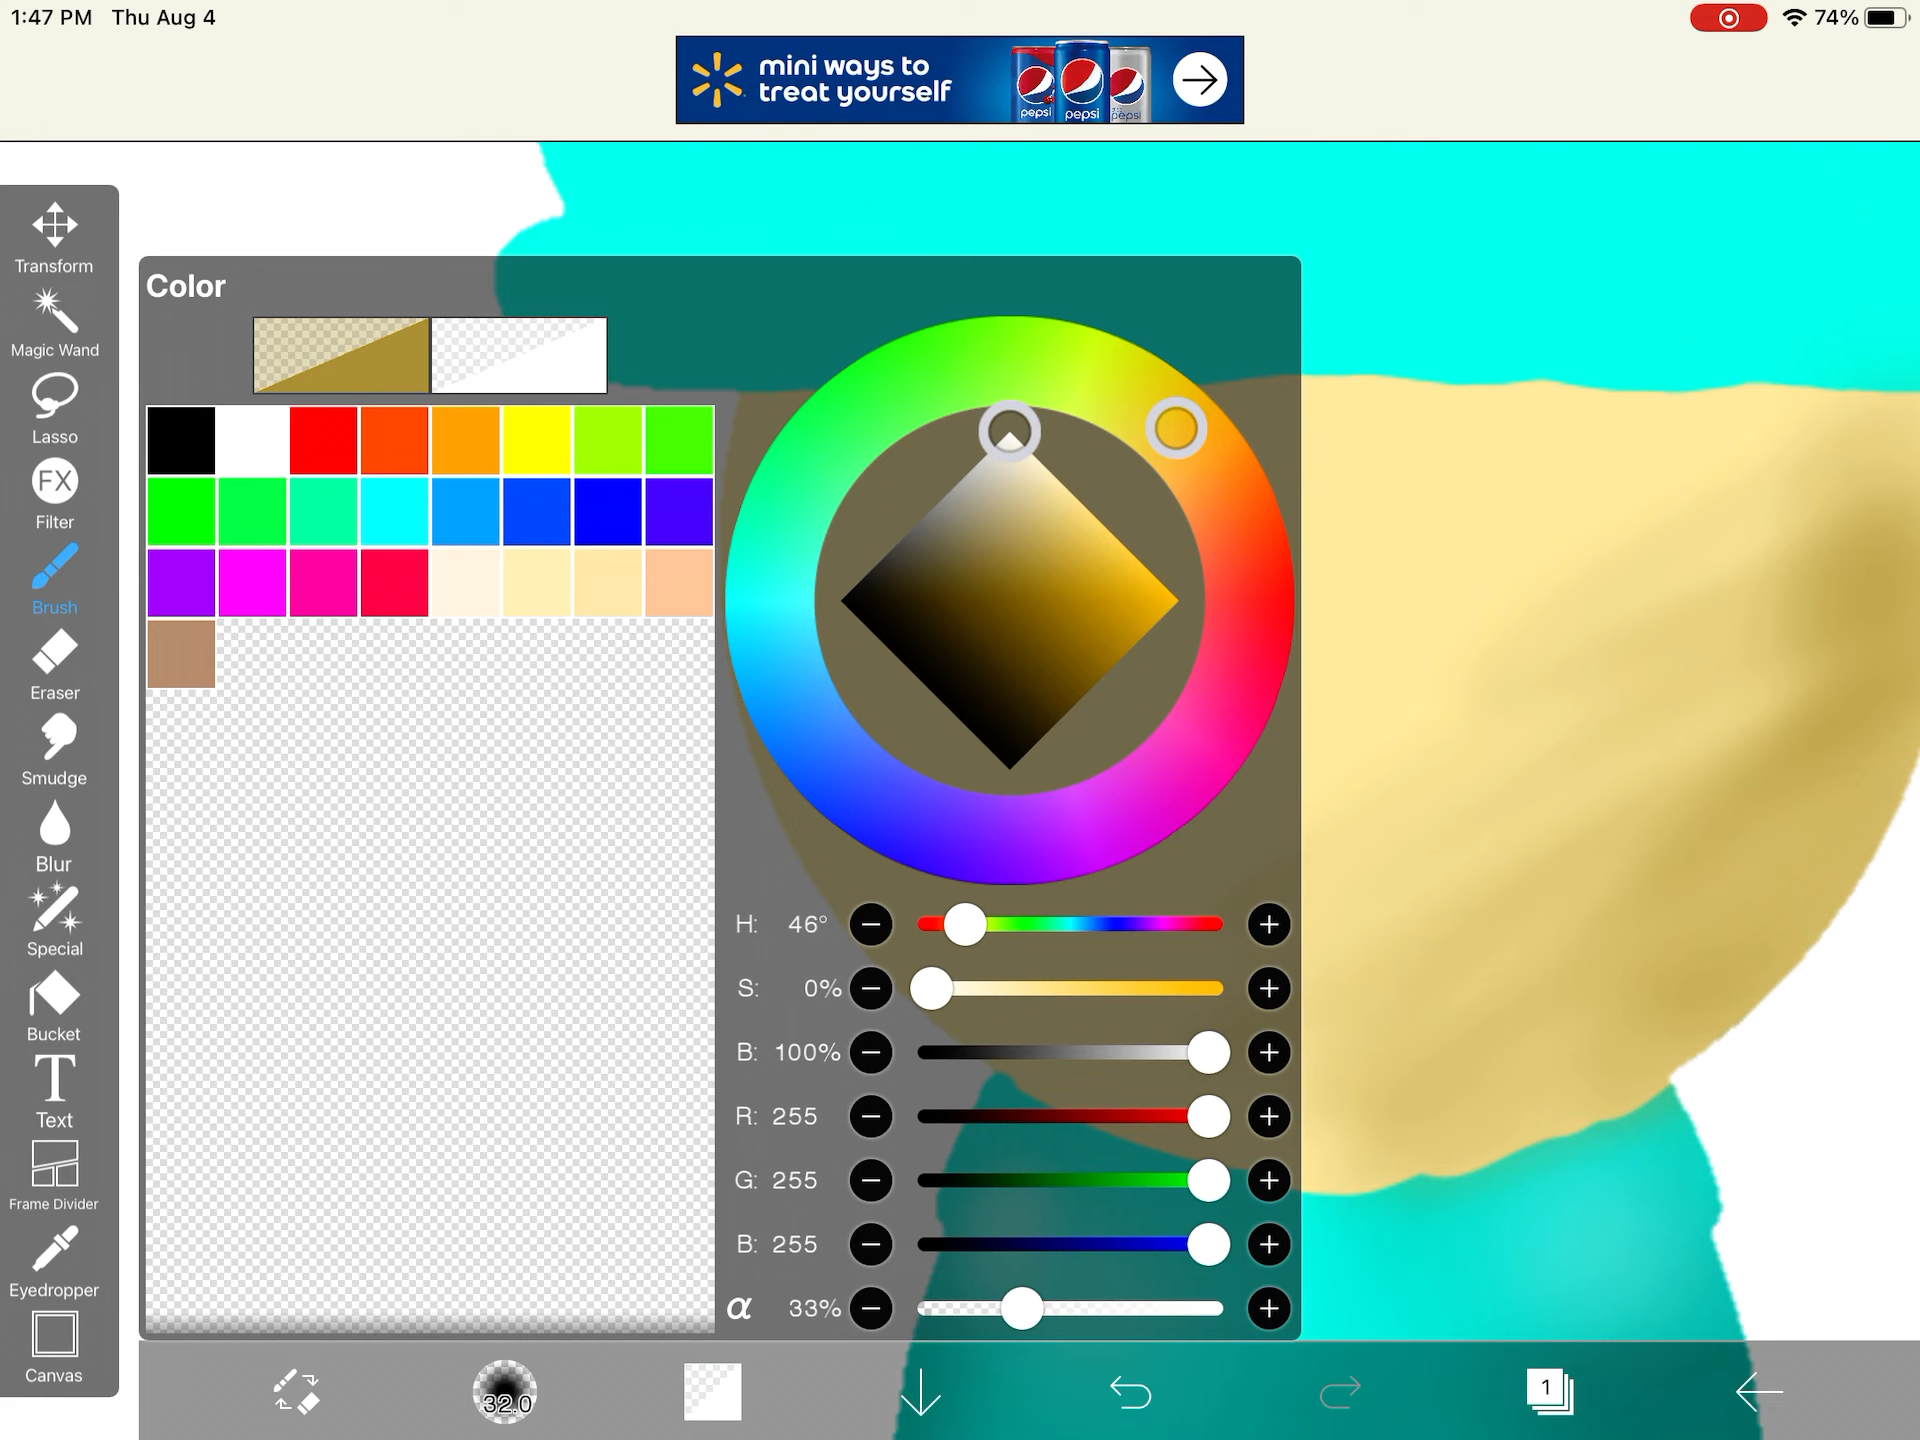 1:47 PM Thu Aug 4
74%
mini ways to
treat yourself
pepsi
pepsi
pepsi
Transform
Magic Wand
Lasso
FX
Filter
Brush
Eraser
Smudge
Blur
Special
Bucket
T
Text
Frame Divider
Eyedropper
Canvas
Color
H: 46°
S: 0%
B: 100%
R: 255
G: 255
B: 255
α 33%
32.0
1